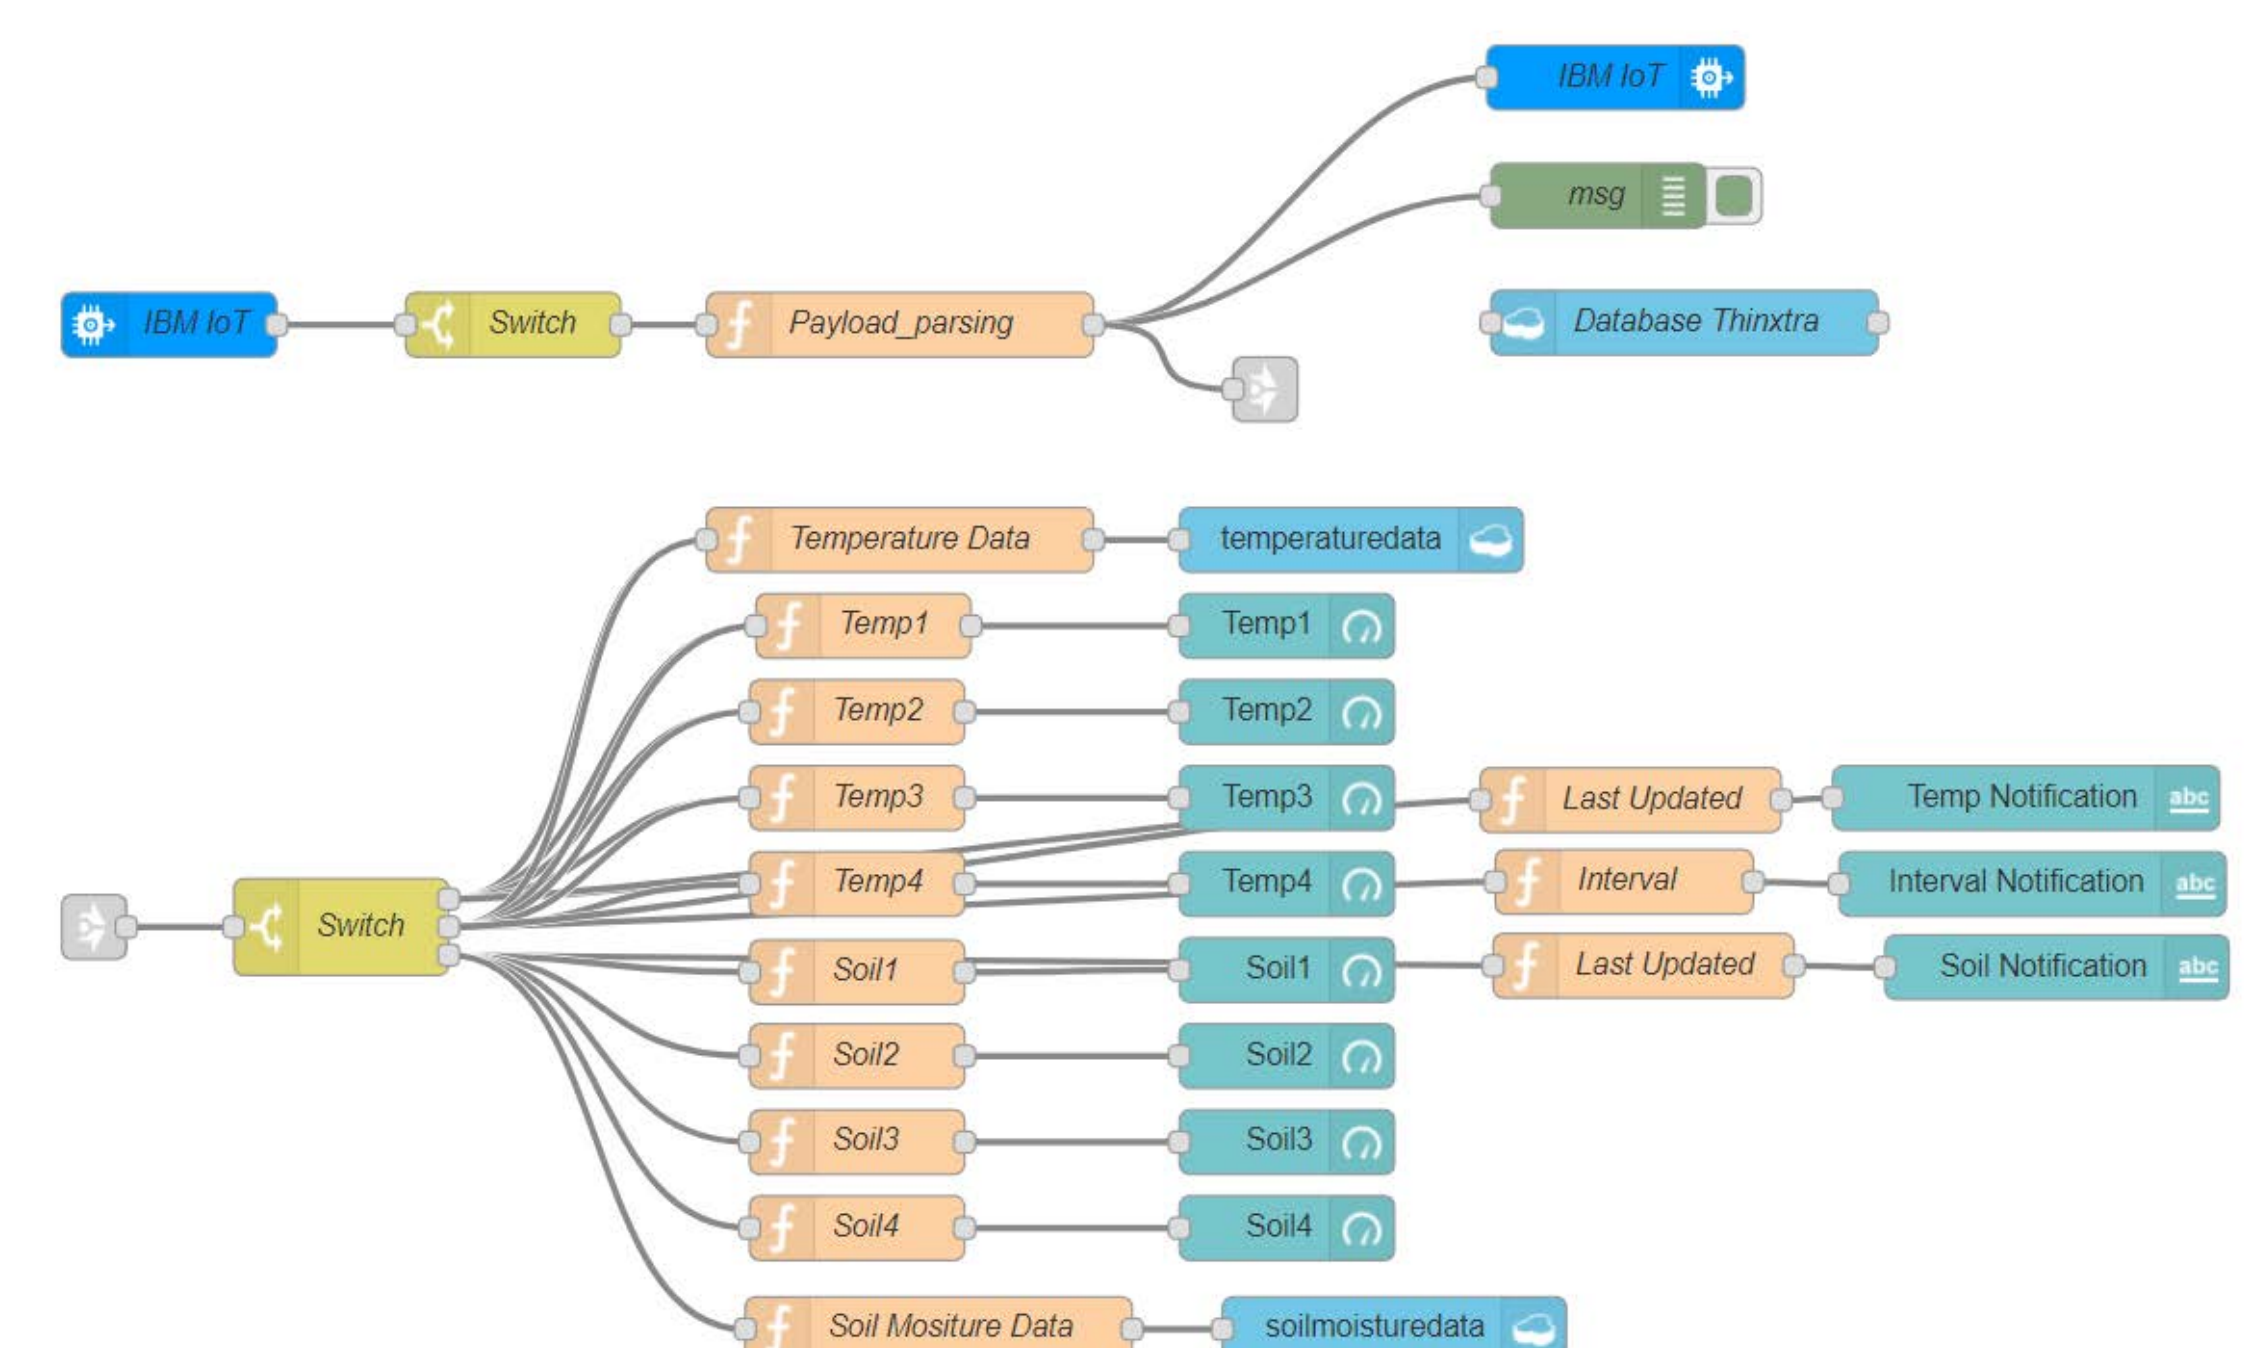 IBM IoT
msg
IBM IoT
Switch
Payload_parsing
Database Thinxtra
Temperature Data
temperaturedata
Temp1
Temp1
Temp2
Temp2
Temp3
Temp3
Last Updated
Temp Notification
abc
Temp4
Temp4
Interval
Interval Notification
abc
Switch
Soil1
Soil1
Last Updated
Soil Notification
abc
Soil2
Soil2
Soil3
Soil3
Soil4
Soil4
Soil Mositure Data
soilmoisturedata